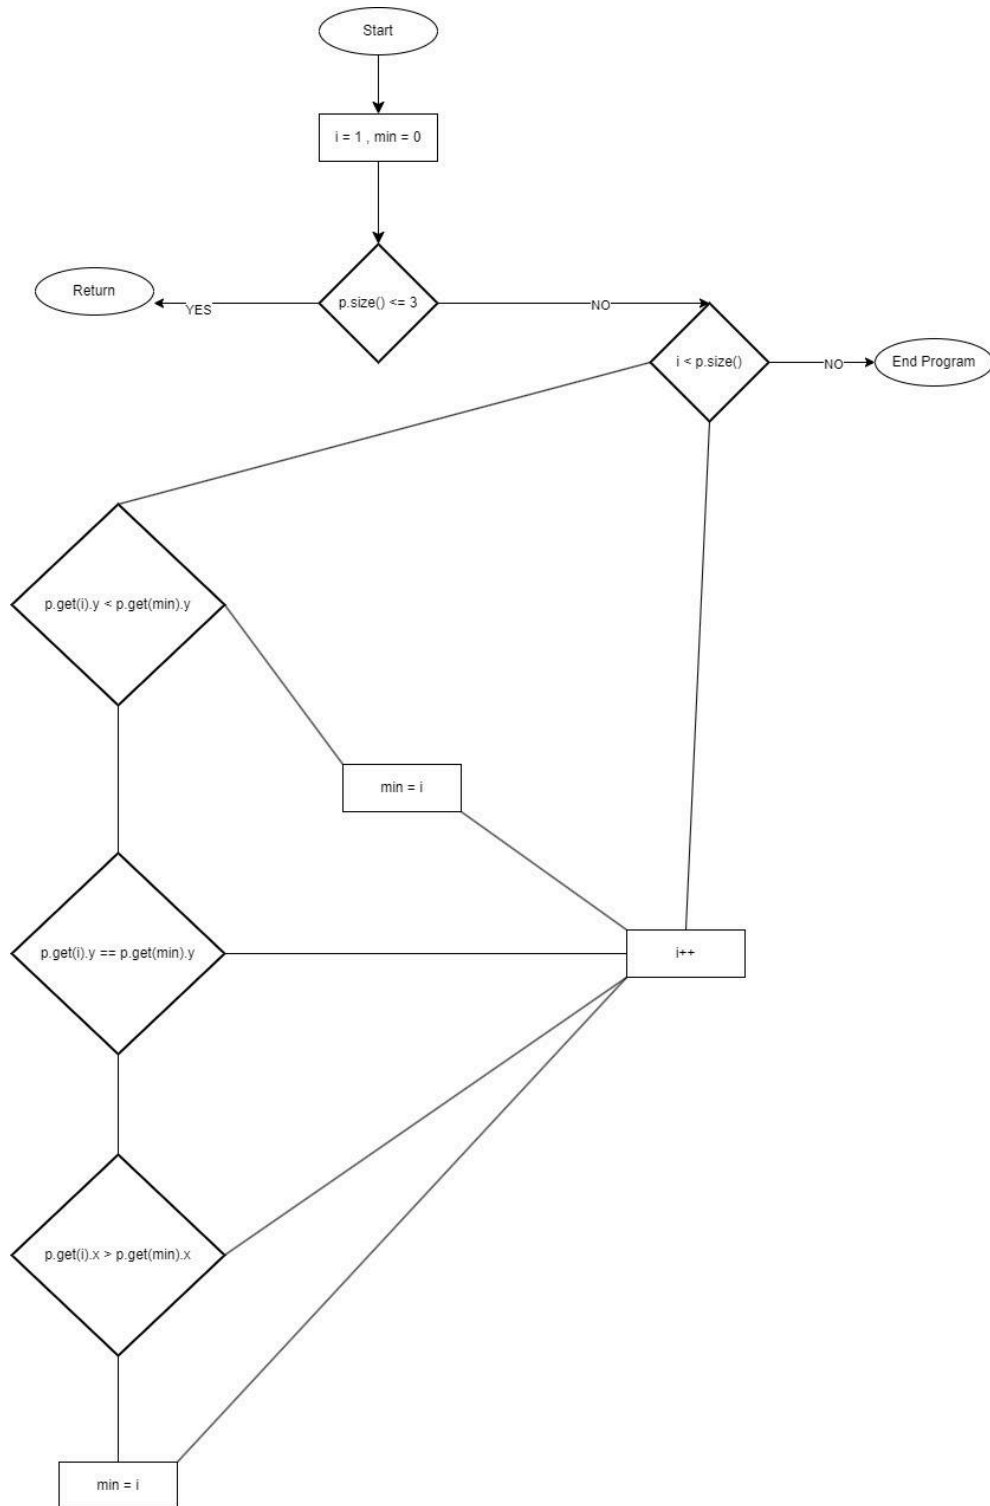 Start
i = 1 , min = 0
p.size() <= 3
YES
Return
NO
i < p.size()
NO
End Program
p.get(i).y < p.get(min).y
min = i
p.get(i).y == p.get(min).y
i++
p.get(i).x > p.get(min).x
min = i